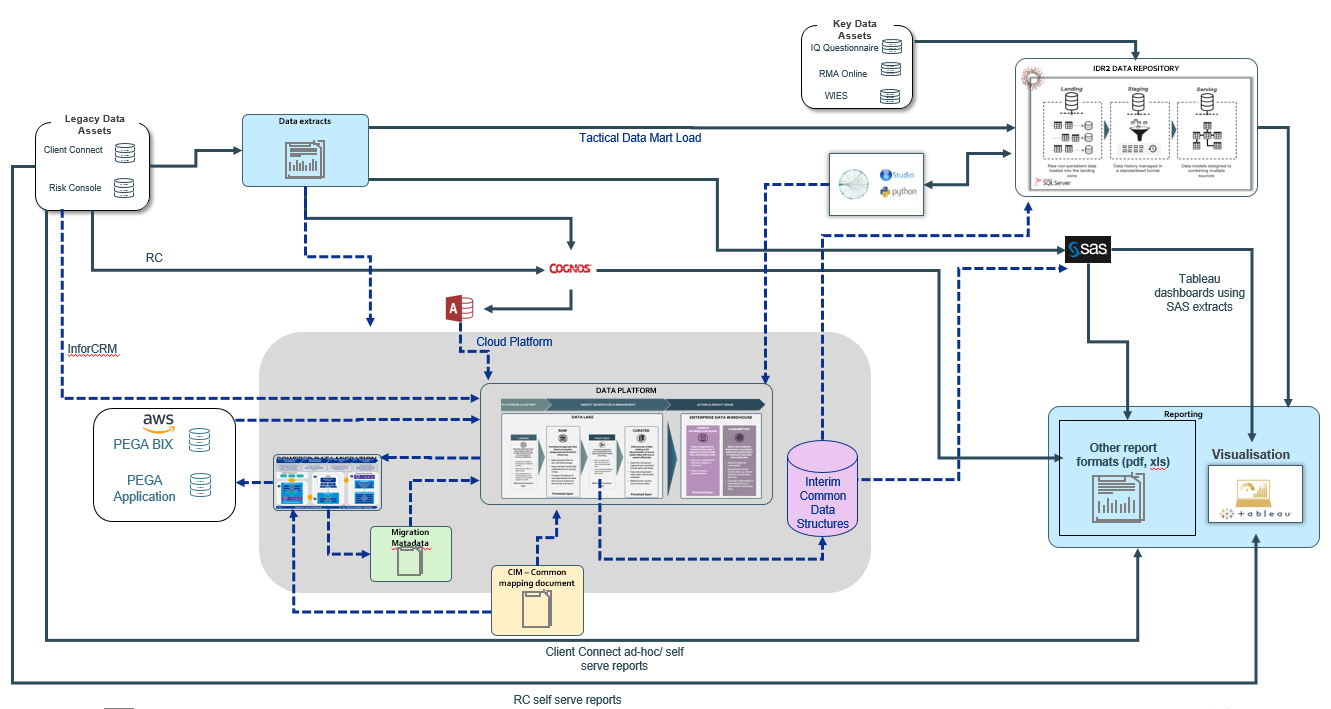 Key Data
Assets
IQ Questionnaire
RMA Online
WIES
IDR2 DATA REPOSITORY
Landing
Staging
Serving
Raw non-persistent data
loaded into the landing
zone
Data history managed in
a standardised format
Data models designed to
combining multiple
sources
SQL Server
Legacy Data
Assets
Client Connect
Risk Console
Data extracts
Tactical Data Mart Load
Studio
python
RC
COGNOS
A
sas
Tableau
dashboards using
SAS extracts
InforCRM
Cloud Platform
DATA PLATFORM
DATA LAKE
ENTERPRISE DATA WAREHOUSE
RAW
CURATED
Persisted layer
Persisted layer
aws
PEGA BIX
PEGA
Application
Interim
Common
Data
Structures
Reporting
Other report
formats (pdf, xls)
Visualisation
+ableau
Migration
Matadata
CIM – Common
mapping document
Client Connect ad-hoc/ self
serve reports
RC self serve reports